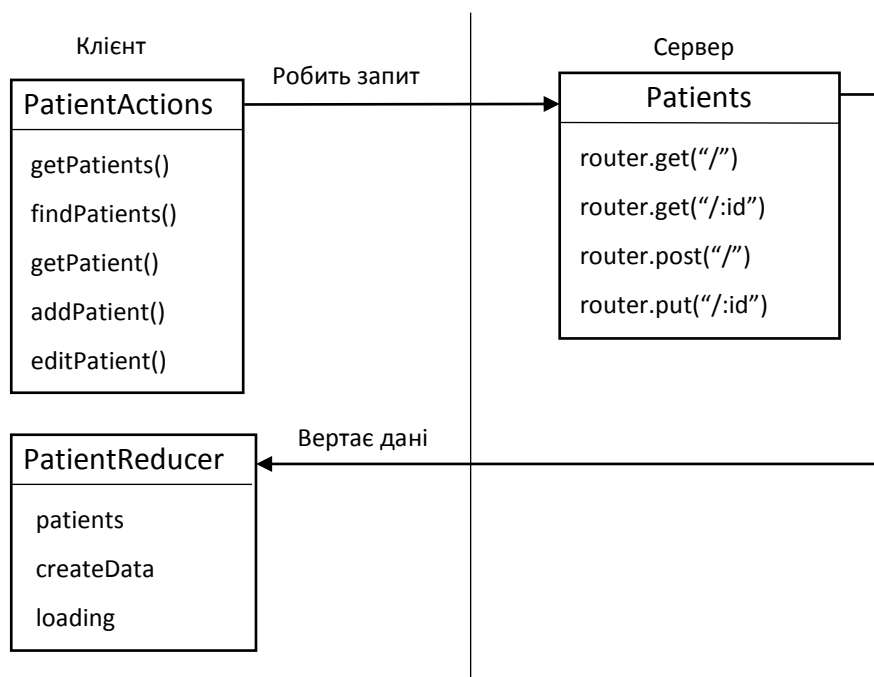 Клієнт
Сервер
Робить запит
PatientActions
getPatients()
findPatients()
getPatient()
addPatient()
editPatient()
Patients
router.get(“/”)
router.get(“/:id”)
router.post(“/”)
router.put(“/:id”)
Вертає дані
PatientReducer
patients
createData
loading